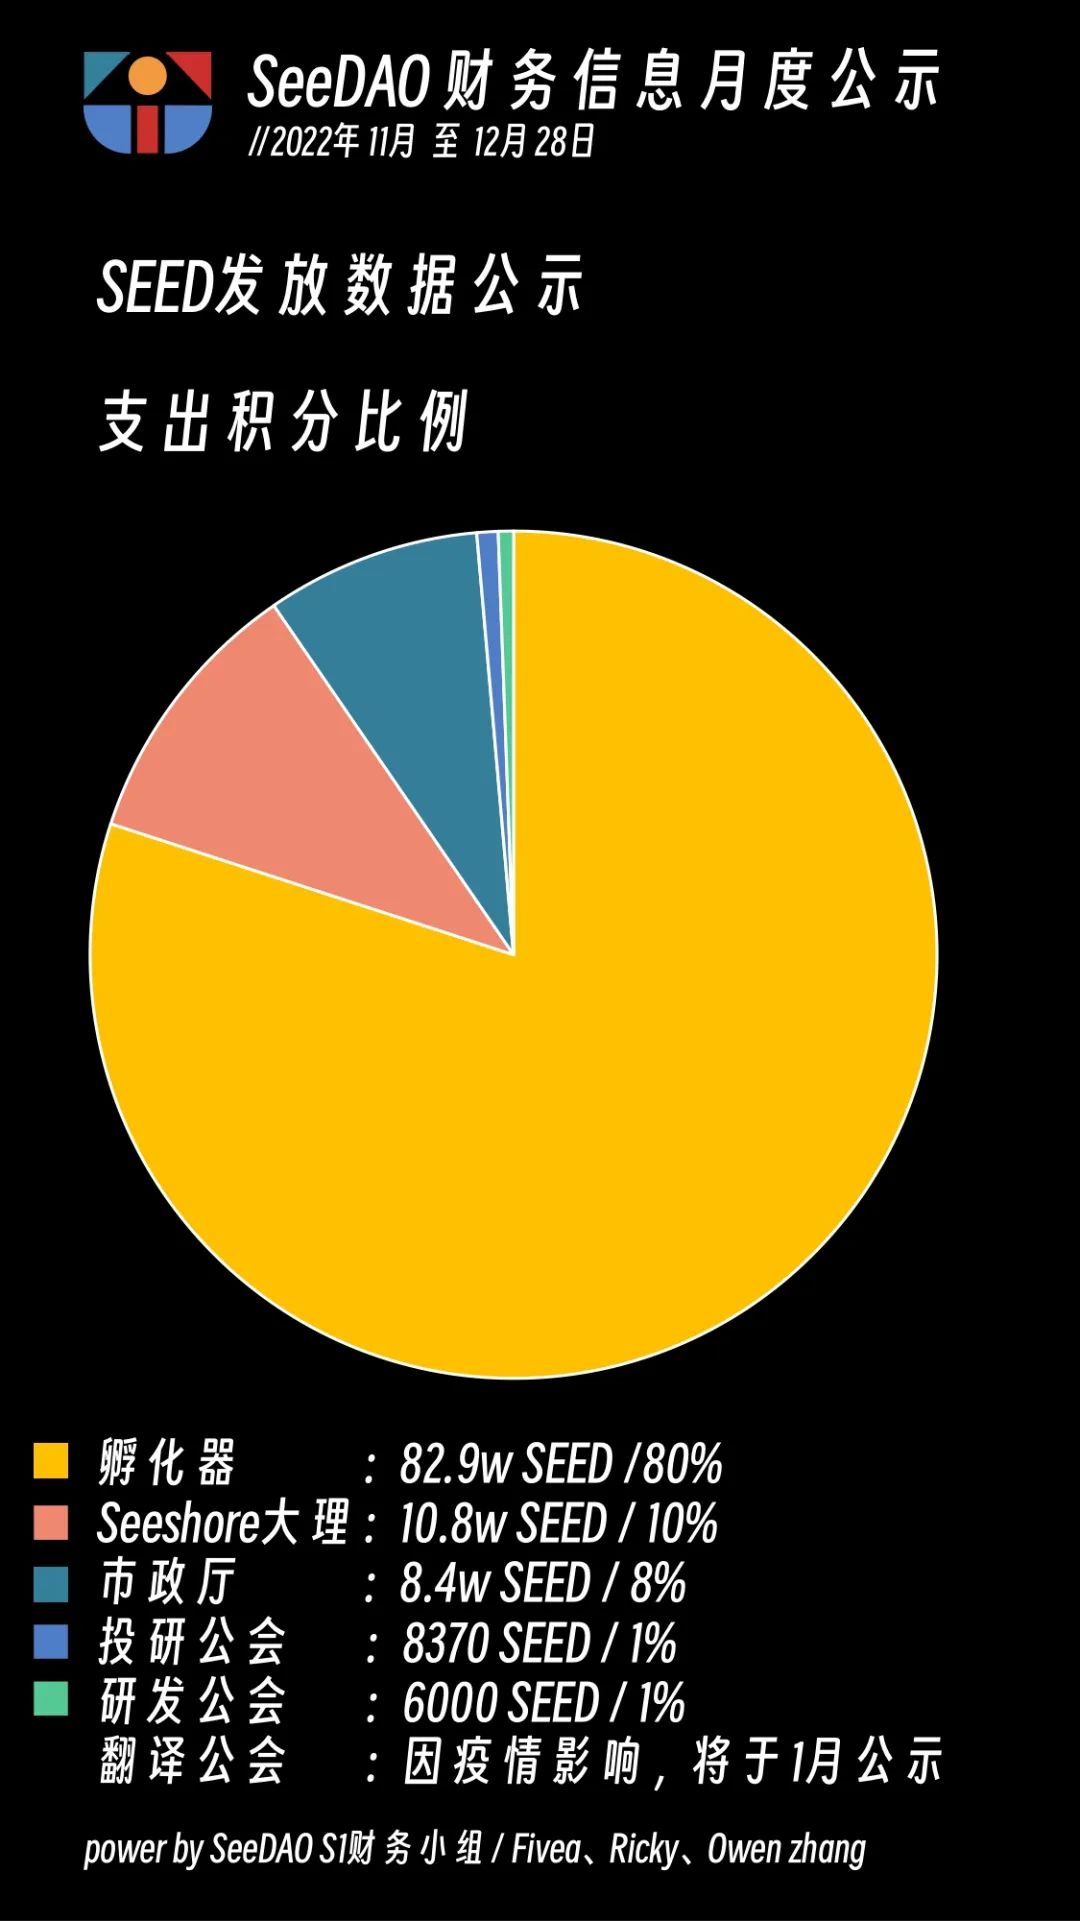 SeeDAO财务信息月度公示
//2022年 11月 至 12月 28日
SEED发放数据公示
支出积分比例
孵化器 : 82.9w SEED /80%
Seeshore大理 : 10.8w SEED / 10%
市政厅 : 8.4w SEED / 8%
投研公会 : 8370 SEED / 1%
研发公会 : 6000 SEED / 1%
翻译公会 : 因疫情影响, 将于1月公示
power by SeeDAO S1财务小组 / Fivea、Ricky、Owen zhang